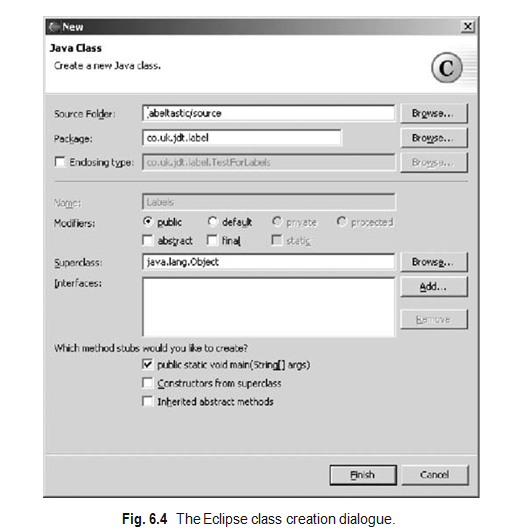 New
Java Class
Create a new Java class.
C
Source Folder: labeltastic/source Browse...
Package: co.uk.jdt.label Browse...
Enclosing type: co.uk.jdt.label.TestForLabels Browse...
Name: Labels
Modifiers: public default private protected
abstract final static
Superclass: java.lang.Object Browse...
Interfaces: Add...
Remove
Which method stubs would you like to create?
public static void main(String[] args)
Constructors from superclass
Inherited abstract methods
Finish Cancel
Fig. 6.4 The Eclipse class creation dialogue.